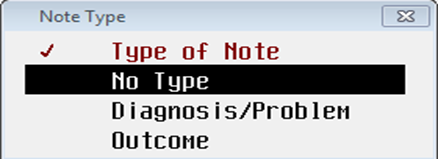 Note Type
✓ Type of Note
No Type
Diagnosis/Problem
Outcome